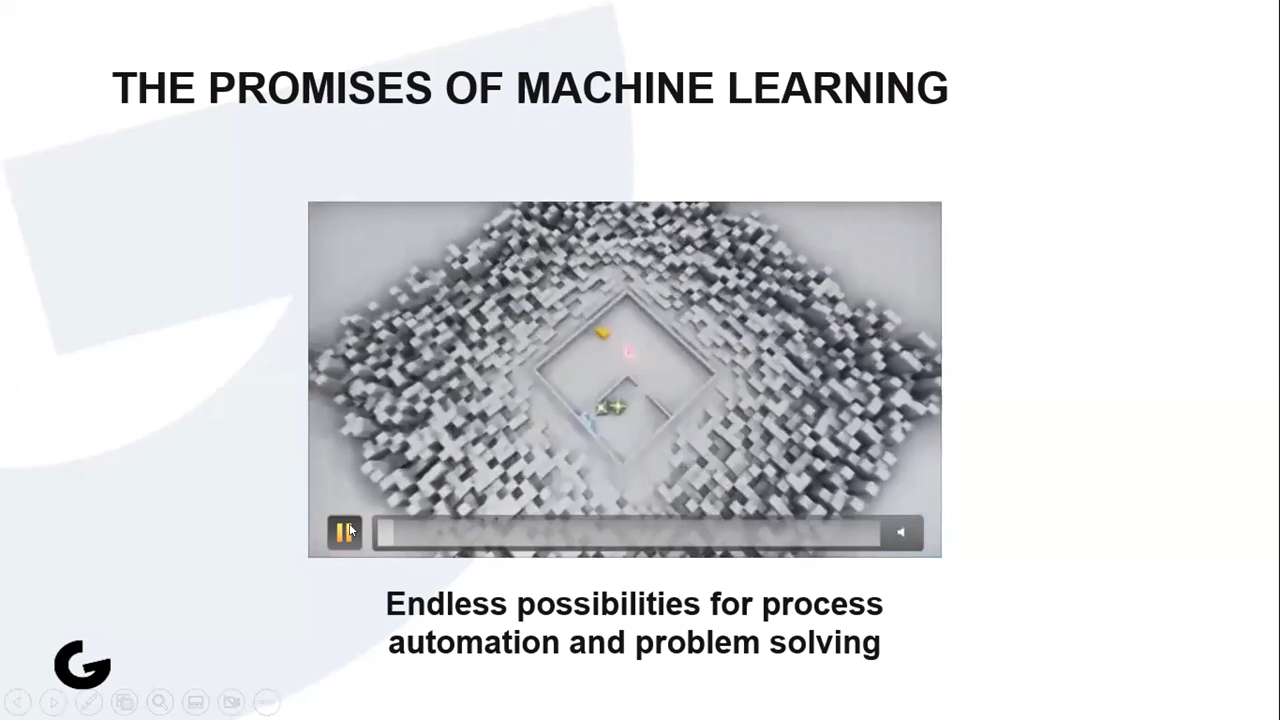 THE PROMISES OF MACHINE LEARNING
Endless possibilities for process
automation and problem solving